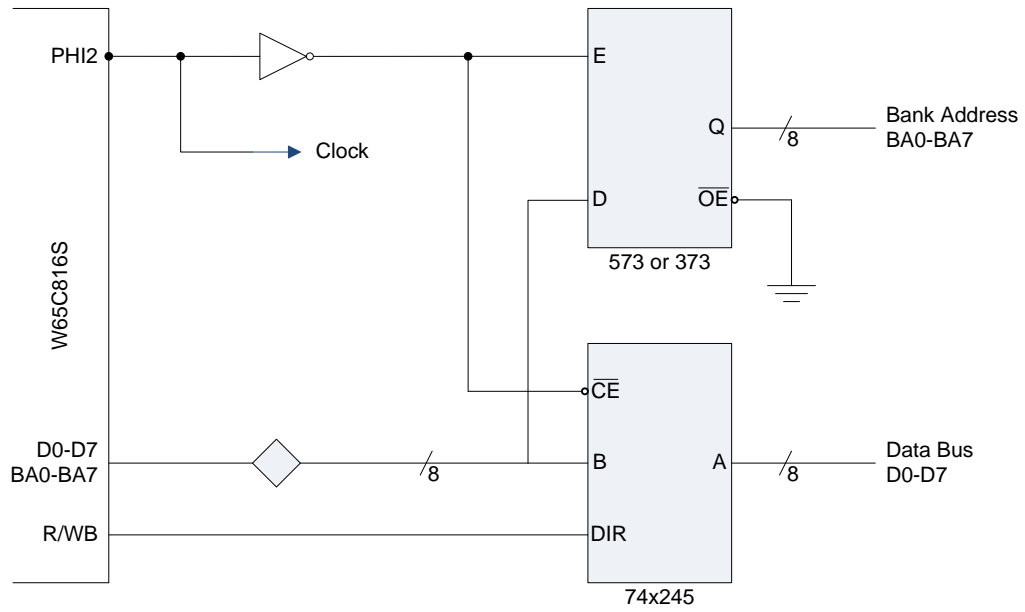 PHI2
E
Q
8
Bank Address
BA0-BA7
Clock
D
OE
573 or 373
W65C816S
CE
D0-D7
BA0-BA7
8
B
A
8
Data Bus
D0-D7
R/WB
DIR
74x245